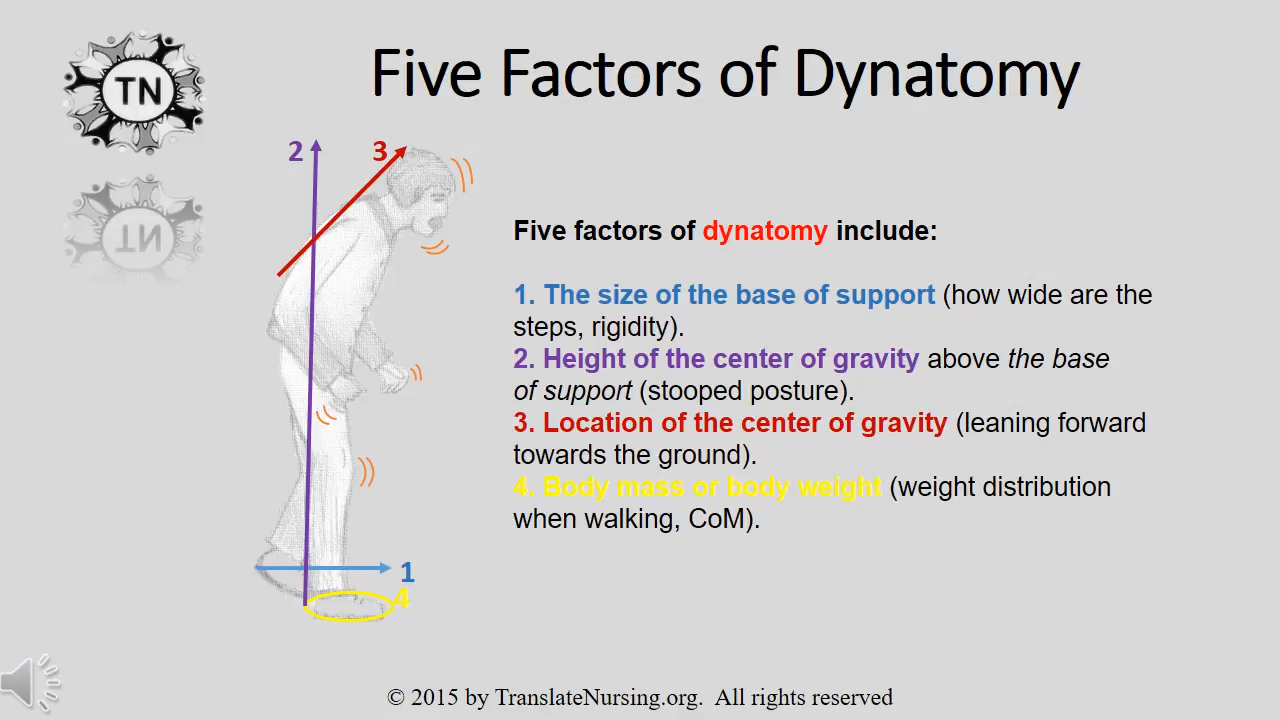 Five Factors of Dynatomy
TN
TN
2
3
Five factors of dynatomy include:
1. The size of the base of support (how wide are the
steps, rigidity).
2. Height of the center of gravity above the base
of support (stooped posture).
3. Location of the center of gravity (leaning forward
towards the ground).
4. Body mass or body weight (weight distribution
when walking, CoM).
1
4
© 2015 by TranslateNursing.org. All rights reserved